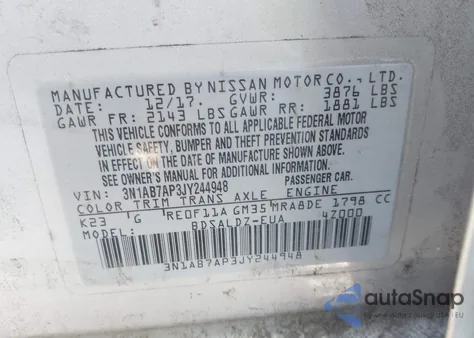 MANUFACTURED BY NISSAN MOTOR CO., LTD.
DATE: 12/17. GVWR: 3876 LBS
GAWR FR: 2143 LBS GAWR RR: 1881 LBS
THIS VEHICLE CONFORMS TO ALL APPLICABLE FEDERAL MOTOR
VEHICLE SAFETY, BUMPER AND THEFT PREVENTION STANDARDS
IN EFFECT ON THE DATE OF MANUFACTURE SHOWN ABOVE.
SEE OWNER'S MANUAL FOR ADDITIONAL INFORMATION
VIN: 3N1AB7AP3JY244948 PASSENGER CAR.
COLOR TRIM TRANS AXLE ENGINE
K23 G RE0F11A GM35 MRA8DE 1798 CC
BDSALDZ-EUA 4Z000
3N1AB7AP3JY244948
autoSnap